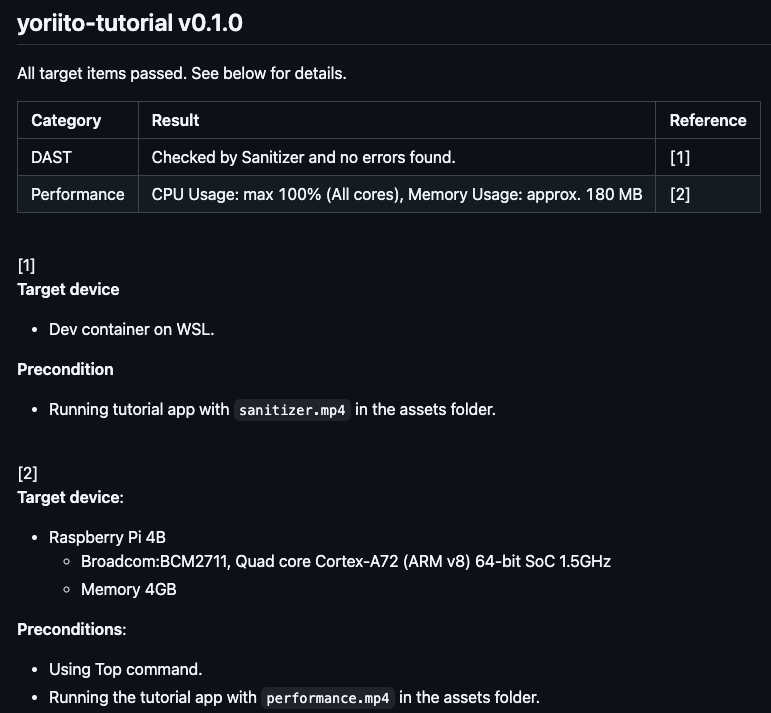 yoriito-tutorial v0.1.0
All target items passed. See below for details.
Category Result Reference
DAST Checked by Sanitizer and no errors found. [1]
Performance CPU Usage: max 100% (All cores), Memory Usage: approx. 180 MB [2]
[1]
Target device
• Dev container on WSL.
Precondition
• Running tutorial app with sanitizer.mp4 in the assets folder.
[2]
Target device:
• Raspberry Pi 4B
◦ Broadcom:BCM2711, Quad core Cortex-A72 (ARM v8) 64-bit SoC 1.5GHz
◦ Memory 4GB
Preconditions:
• Using Top command.
• Running the tutorial app with performance.mp4 in the assets folder.